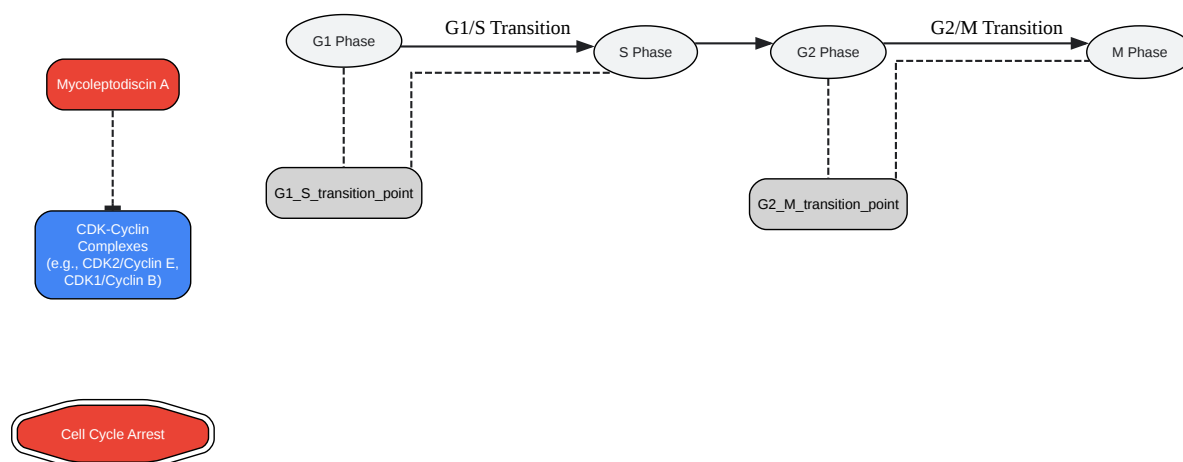 G1 Phase
G1/S Transition
S Phase
G2 Phase
G2/M Transition
M Phase
Mycoleptodiscin A
G1_S_transition_point
G2_M_transition_point
CDK-Cyclin
Complexes
(e.g., CDK2/Cyclin E,
CDK1/Cyclin B)
Cell Cycle Arrest